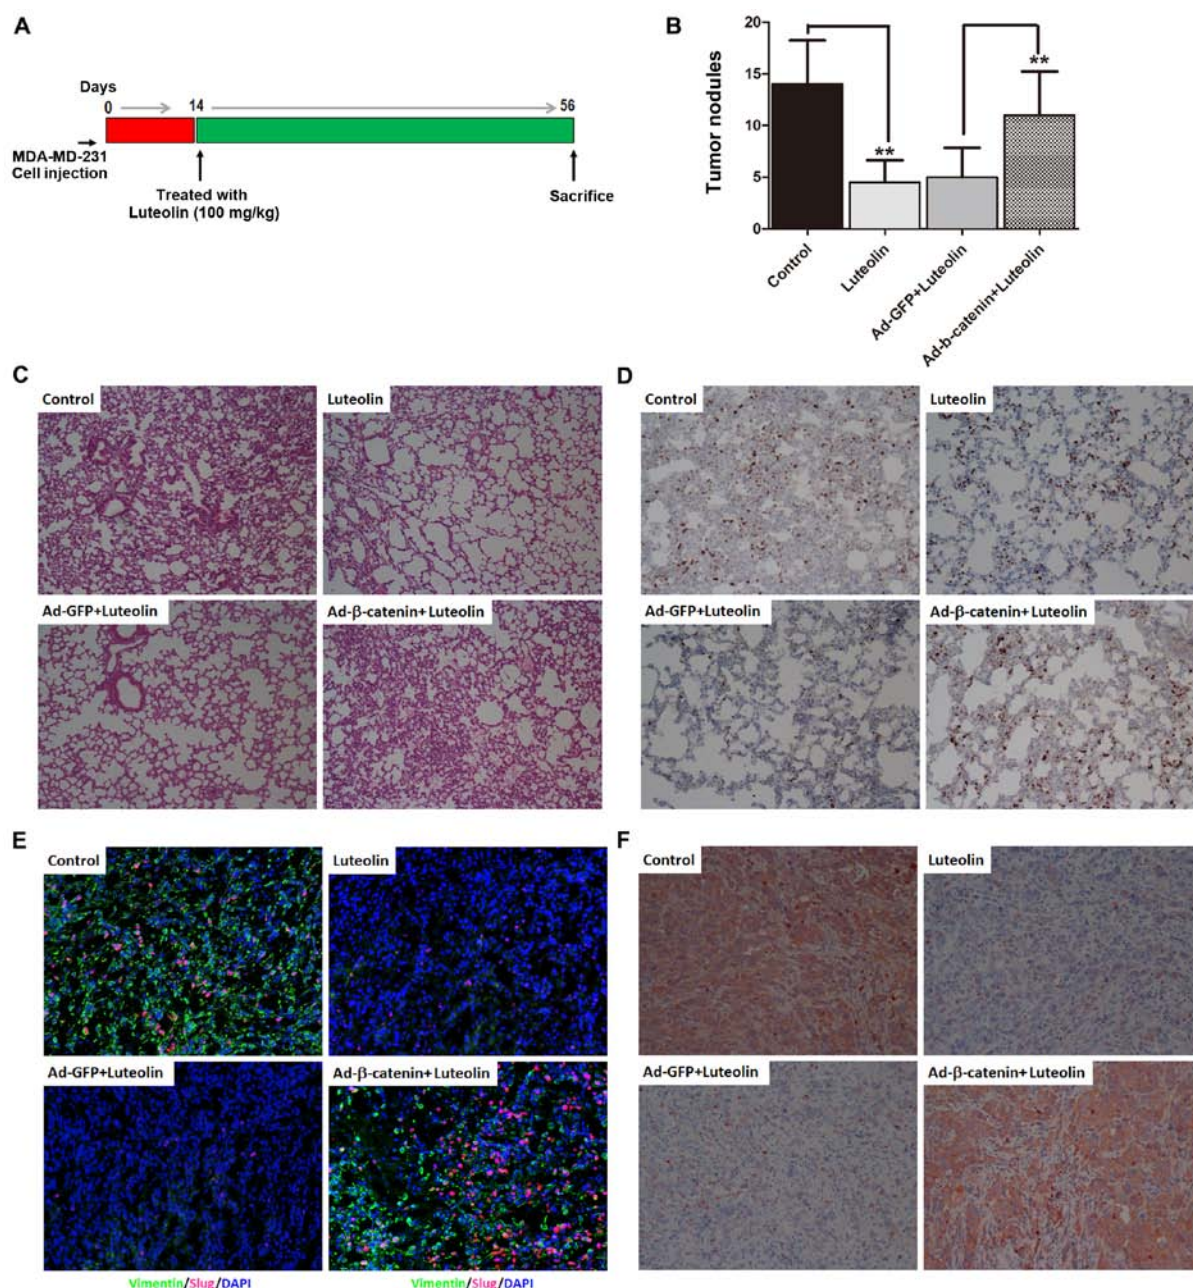 A
Days
0 14 56
MDA-MD-231
Cell injection
Treated with
Luteolin (100 mg/kg)
Sacrifice
B
Tumor nodules
20
15
10
5
0
**
**
Control
Luteolin
Ad-GFP+Luteolin
Ad-b-catenin+Luteolin
C
Control
Luteolin
Ad-GFP+Luteolin
Ad-β-catenin+Luteolin
D
Control
Luteolin
Ad-GFP+Luteolin
Ad-β-catenin+Luteolin
E
Control
Luteolin
Ad-GFP+Luteolin
Ad-β-catenin+Luteolin
Vimentin/Slug/DAPI
Vimentin/Slug/DAPI
F
Control
Luteolin
Ad-GFP+Luteolin
Ad-β-catenin+Luteolin